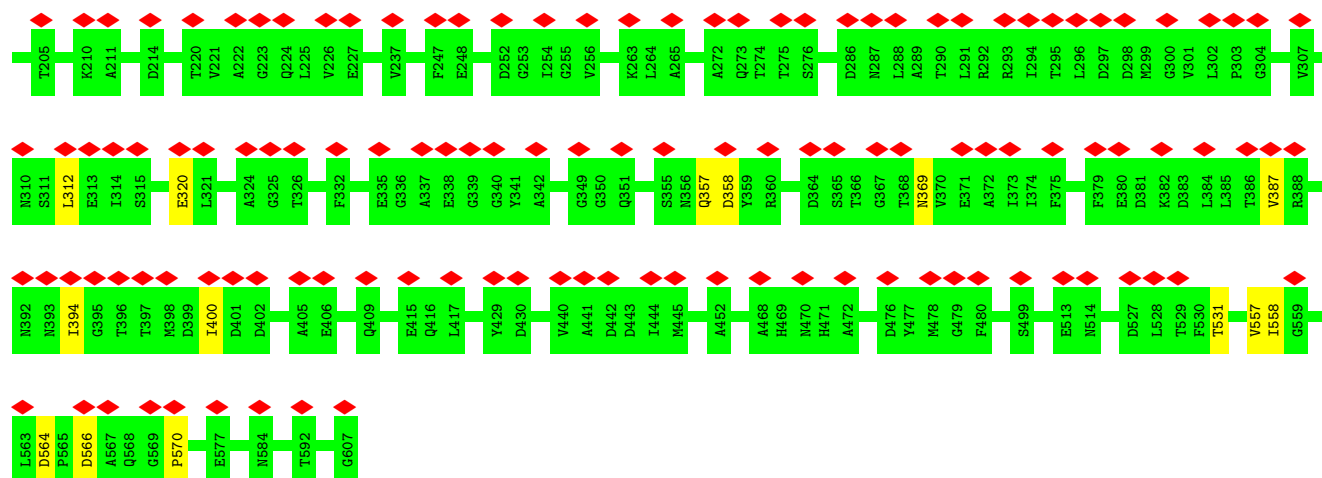 T205 K210 A211 D214 T220 V221 A222 G223 Q224 L225 V226 E227 V237 F247 E248 D252 G253 I254 G255 V256 K263 L264 A265 A272 Q273 T274 T275 S276 D286 N287 L288 A289 T290 L291 R292 R293 I294 T295 L296 D297 D298 M299 G300 V301 L302 P303 G304 V307
N310 S311 L312 E313 I314 S315 E320 L321 A324 G325 T326 F332 E335 G336 A337 E338 G339 G340 Y341 A342 G349 G350 Q351 S355 N356 Q357 D358 Y359 R360 D364 S365 T366 G367 T368 N369 V370 E371 A372 I373 I374 F375 F379 E380 D381 K382 D383 L384 L385 T386 V387 R388
N392 N393 I394 G395 T396 T397 M398 D399 I400 D401 D402 A405 E406 Q409 E415 Q416 L417 Y429 D430 V440 A441 D442 D443 I444 M445 A452 A468 H469 N470 H471 A472 D476 Y477 M478 G479 F480 S499 E513 N514 D527 L528 T529 F530 T531 V557 I558 G559
L563 D564 P565 D566 A567 Q568 G569 P570 E577 N584 T592 G607